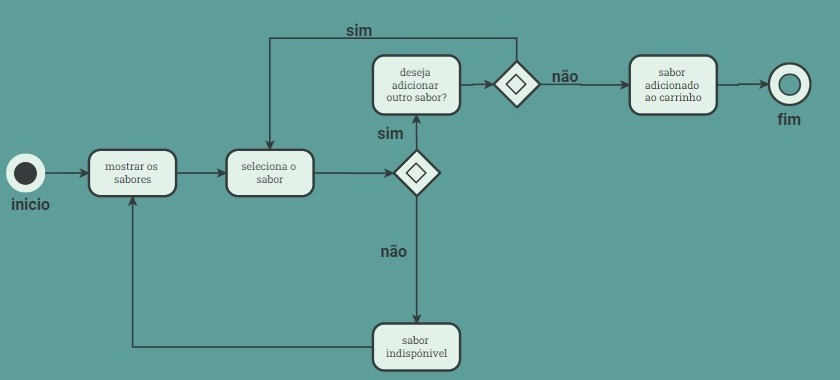 sim
deseja
adicionar
outro sabor?
não
sabor
adicionado
ao carrinho
fim
sim
inicio
mostrar os
sabores
seleciona o
sabor
não
sabor
indispónivel